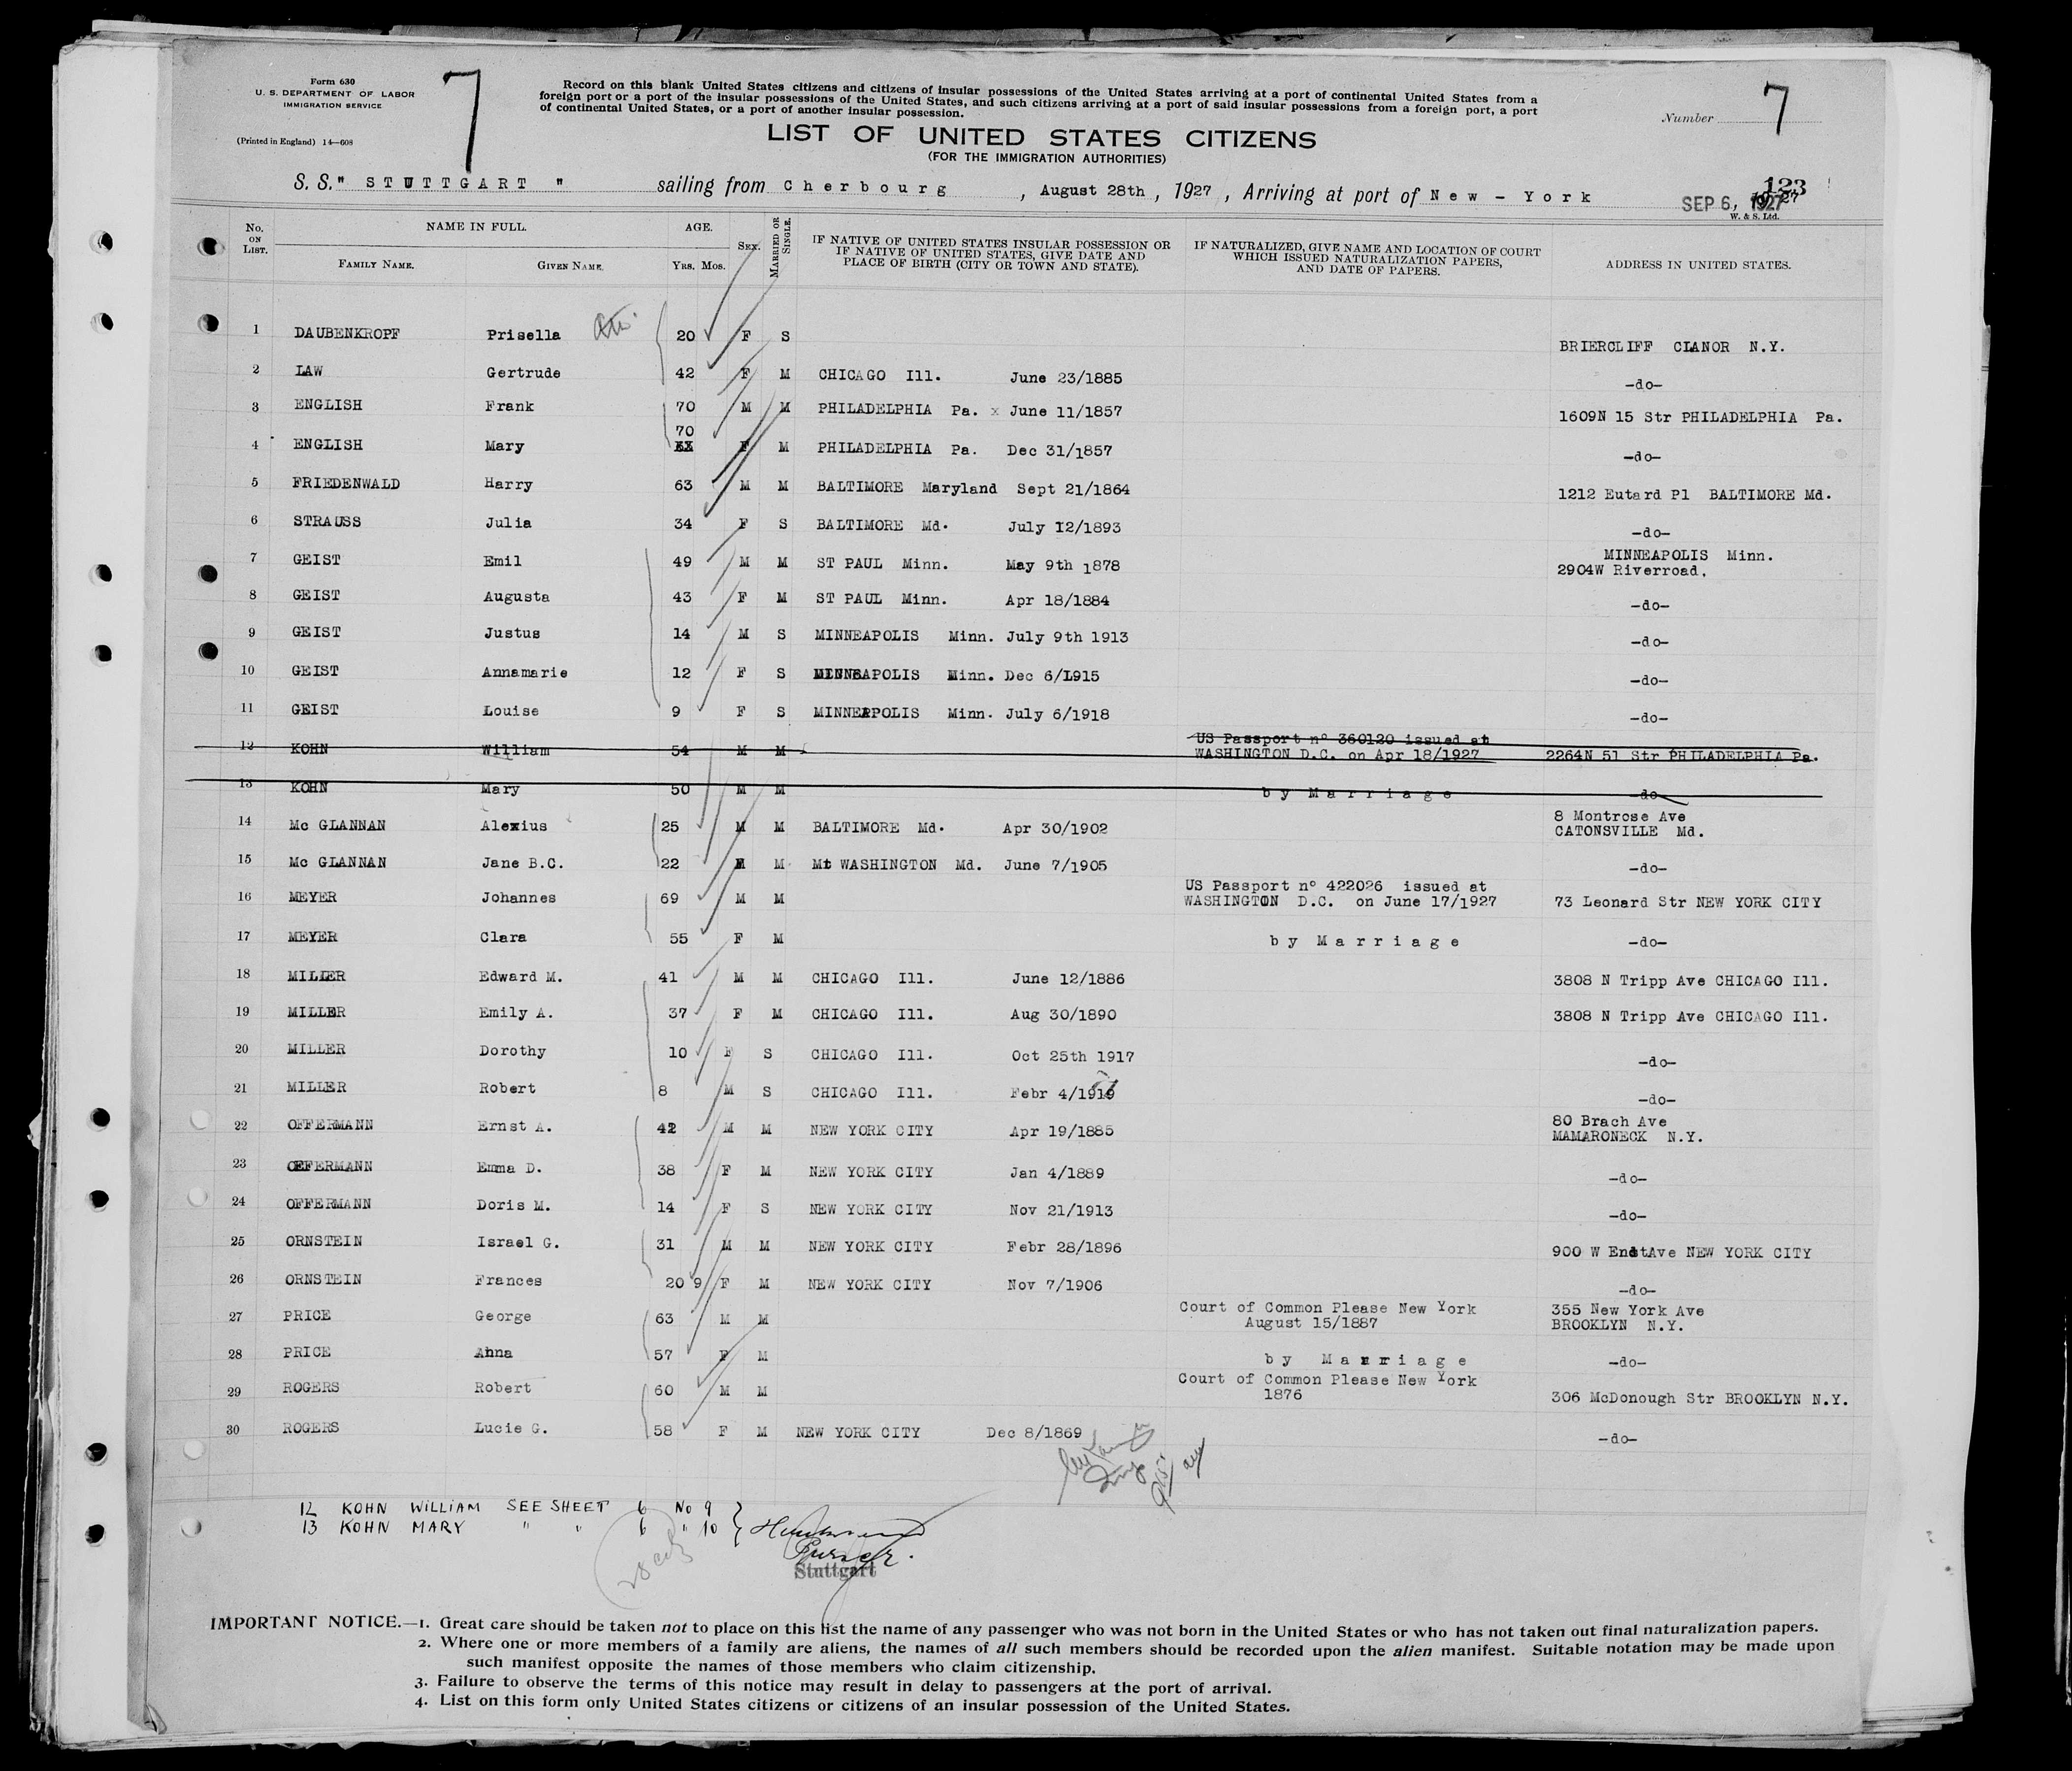 Form 630
U. S. DEPARTMENT OF LABOR
IMMIGRATION SERVICE
(Printed in England) 14—608
7
Record on this blank United States citizens and citizens of insular possessions of the United States arriving at a port of continental United States from a
foreign port or a port of the insular possessions of the United States, and such citizens arriving at a port of said insular possessions from a foreign port, a port
of continental United States, or a port of another insular possession.
LIST OF UNITED STATES CITIZENS
(FOR THE IMMIGRATION AUTHORITIES)
Number 7
S. S. " STUTTGART " sailing from Cherbourg , August 28th , 1927 , Arriving at port of New - York SEP 6, 1927
123
W. & S. Ltd.
No. ON LIST. NAME IN FULL. FAMILY NAME. GIVEN NAME. AGE. YRS. MOS. SEX. MARRIED OR SINGLE. IF NATIVE OF UNITED STATES INSULAR POSSESSION OR IF NATIVE OF UNITED STATES, GIVE DATE AND PLACE OF BIRTH (CITY OR TOWN AND STATE). IF NATURALIZED, GIVE NAME AND LOCATION OF COURT WHICH ISSUED NATURALIZATION PAPERS, AND DATE OF PAPERS. ADDRESS IN UNITED STATES.
1 DAUBENKROPF Prisella 20 F S BRIERCLIFF CLANOR N.Y.
2 LAW Gertrude 42 F M CHICAGO Ill. June 23/1885 -do-
3 ENGLISH Frank 70 M M PHILADELPHIA Pa. x June 11/1857 1609N 15 Str PHILADELPHIA Pa.
4 ENGLISH Mary 70 F M PHILADELPHIA Pa. Dec 31/1857 -do-
5 FRIEDENWALD Harry 63 M M BALTIMORE Maryland Sept 21/1864 1212 Eutard Pl BALTIMORE Md.
6 STRAUSS Julia 34 F S BALTIMORE Md. July 12/1893 -do-
7 GEIST Emil 49 M M ST PAUL Minn. May 9th 1878 MINNEAPOLIS Minn. 2904W Riverroad.
8 GEIST Augusta 43 F M ST PAUL Minn. Apr 18/1884 -do-
9 GEIST Justus 14 M S MINNEAPOLIS Minn. July 9th 1913 -do-
10 GEIST Annamarie 12 F S MINNEAPOLIS Minn. Dec 6/L915 -do-
11 GEIST Louise 9 F S MINNEAPOLIS Minn. July 6/1918 -do-
12 KOHN William 54 M M US Passport nº 360120 issued at WASHINGTON D.C. on Apr 18/1927 2264N 51 Str PHILADELPHIA Pa.
13 KOHN Mary 50 M M by Marriage -do-
14 Mc GLANNAN Alexius 25 M M BALTIMORE Md. Apr 30/1902 8 Montrose Ave CATONSVILLE Md.
15 Mc GLANNAN Jane B.C. 22 M Mt WASHINGTON Md. June 7/1905 -do-
16 MEYER Johannes 69 M M US Passport nº 422026 issued at WASHINGTON D.C. on June 17/1927 73 Leonard Str NEW YORK CITY
17 MEYER Clara 55 F M by Marriage -do-
18 MILLER Edward M. 41 M M CHICAGO Ill. June 12/1886 3808 N Tripp Ave CHICAGO Ill.
19 MILLER Emily A. 37 F M CHICAGO Ill. Aug 30/1890 3808 N Tripp Ave CHICAGO Ill.
20 MILLER Dorothy 10 F S CHICAGO Ill. Oct 25th 1917 -do-
21 MILLER Robert 8 M S CHICAGO Ill. Febr 4/1919 -do-
22 OFFERMANN Ernst A. 42 M M NEW YORK CITY Apr 19/1885 80 Brach Ave MAMARONECK N.Y.
23 OFFERMANN Emma D. 38 F M NEW YORK CITY Jan 4/1889 -do-
24 OFFERMANN Doris M. 14 F S NEW YORK CITY Nov 21/1913 -do-
25 ORNSTEIN Israel G. 31 M M NEW YORK CITY Febr 28/1896 900 W EndtAve NEW YORK CITY
26 ORNSTEIN Frances 20 9 F M NEW YORK CITY Nov 7/1906 -do-
27 PRICE George 63 M M Court of Common Please New York August 15/1887 355 New York Ave BROOKLYN N.Y.
28 PRICE Anna 57 F M by Marriage -do-
29 ROGERS Robert 60 M M Court of Common Please New York 1876 306 McDonough Str BROOKLYN N.Y.
30 ROGERS Lucie G. 58 F M NEW YORK CITY Dec 8/1869 -do-
12 KOHN WILLIAM SEE SHEET 6 No 9
13 KOHN MARY " " 6 " 10
Purser.
Stuttgart
IMPORTANT NOTICE.—1. Great care should be taken not to place on this list the name of any passenger who was not born in the United States or who has not taken out final naturalization papers.
2. Where one or more members of a family are aliens, the names of all such members should be recorded upon the alien manifest. Suitable notation may be made upon
such manifest opposite the names of those members who claim citizenship.
3. Failure to observe the terms of this notice may result in delay to passengers at the port of arrival.
4. List on this form only United States citizens or citizens of an insular possession of the United States.